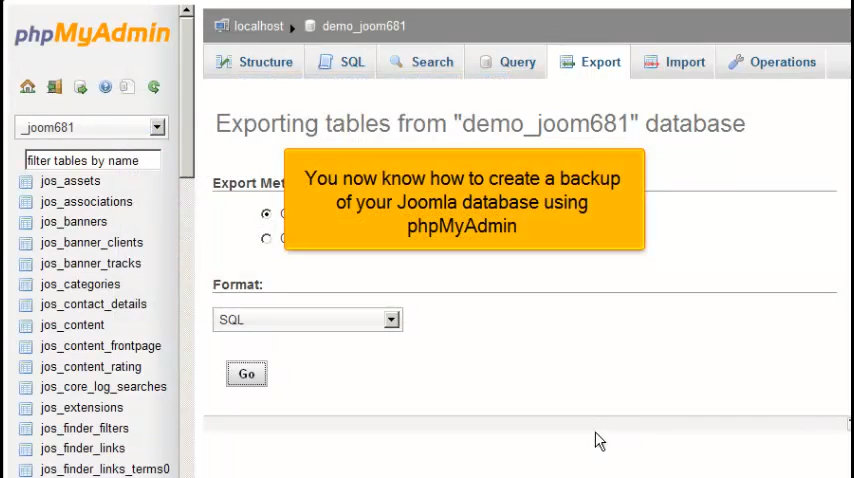 phpMyAdmin
localhost
demo_joom681
Structure
SQL
Search
Query
Export
Import
Operations
_joom681
filter tables by name
jos_assets
jos_associations
jos_banners
jos_banner_clients
jos_banner_tracks
jos_categories
jos_contact_details
jos_content
jos_content_frontpage
jos_content_rating
jos_core_log_searches
jos_extensions
jos_finder_filters
jos_finder_links
jos_finder_links_terms0
Exporting tables from "demo_joom681" database
Export Met
You now know how to create a backup
of your Joomla database using
phpMyAdmin
Format:
SQL
Go